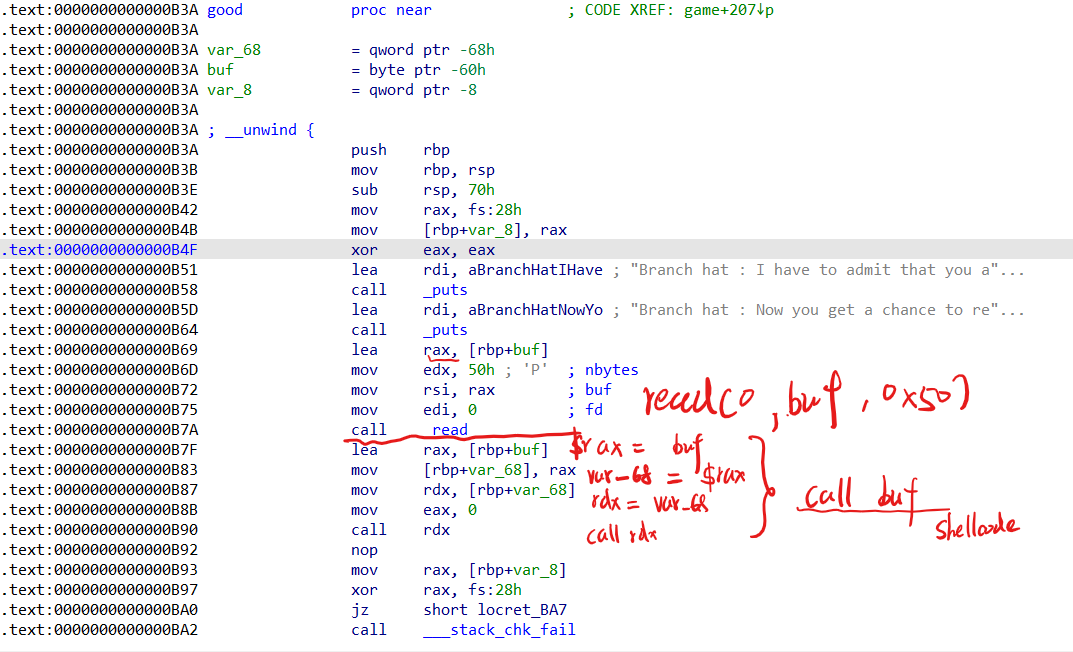 .text:0000000000000B3A good proc near ; CODE XREF: game+207↓p
.text:0000000000000B3A
.text:0000000000000B3A var_68 = qword ptr -68h
.text:0000000000000B3A buf = byte ptr -60h
.text:0000000000000B3A var_8 = qword ptr -8
.text:0000000000000B3A
.text:0000000000000B3A ; __unwind {
.text:0000000000000B3A push rbp
.text:0000000000000B3B mov rbp, rsp
.text:0000000000000B3E sub rsp, 70h
.text:0000000000000B42 mov rax, fs:28h
.text:0000000000000B4B mov [rbp+var_8], rax
.text:0000000000000B4F xor eax, eax
.text:0000000000000B51 lea rdi, aBranchHatIHave ; "Branch hat : I have to admit that you a"...
.text:0000000000000B58 call _puts
.text:0000000000000B5D lea rdi, aBranchHatNowYo ; "Branch hat : Now you get a chance to re"...
.text:0000000000000B64 call _puts
.text:0000000000000B69 lea rax, [rbp+buf]
.text:0000000000000B6D mov edx, 50h ; 'P' ; nbytes
.text:0000000000000B72 mov rsi, rax ; buf
.text:0000000000000B75 mov edi, 0 ; fd
read(0, buf, 0x50)
.text:0000000000000B7A call _read
.text:0000000000000B7F lea rax, [rbp+buf] $rax = buf
.text:0000000000000B83 mov [rbp+var_68], rax var_68 = $rax
.text:0000000000000B87 mov rdx, [rbp+var_68] rdx = var_68
call buf
.text:0000000000000B8B mov eax, 0
.text:0000000000000B90 call rdx call rdx
shellcode
.text:0000000000000B92 nop
.text:0000000000000B93 mov rax, [rbp+var_8]
.text:0000000000000B97 xor rax, fs:28h
.text:0000000000000BA0 jz short locret_BA7
.text:0000000000000BA2 call ___stack_chk_fail